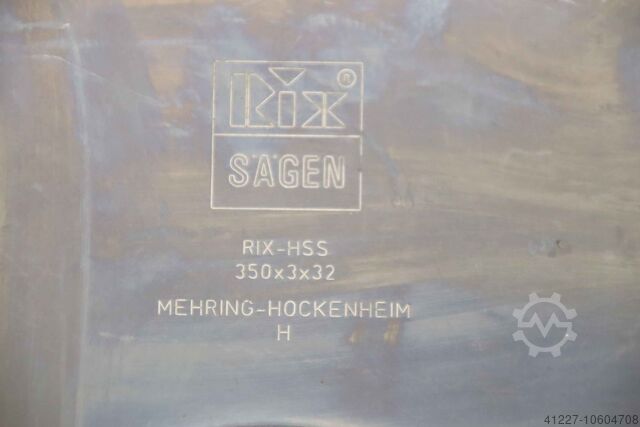 Rix ®
SÄGEN
RIX-HSS
350x3x32
MEHRING-HOCKENHEIM
H
41227-10604708